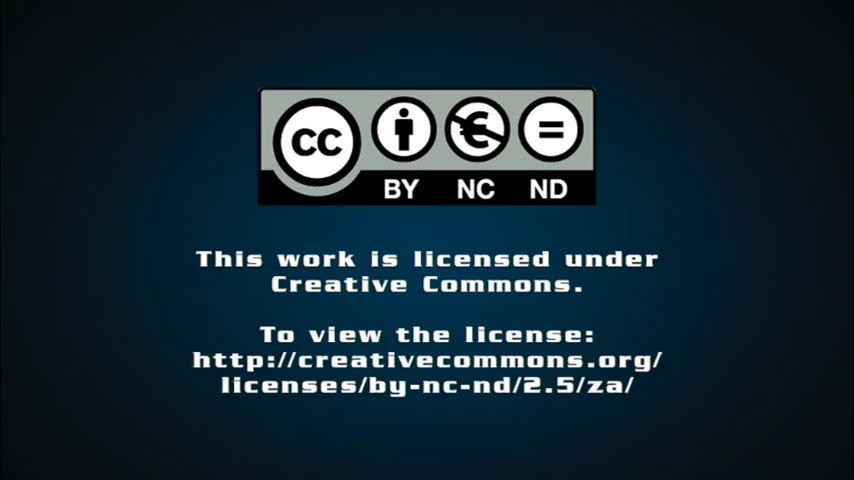 CC
BY NC ND
This work is licensed under
Creative Commons.
To view the license:
http://creativecommons.org/
licenses/by-nc-nd/2.5/za/